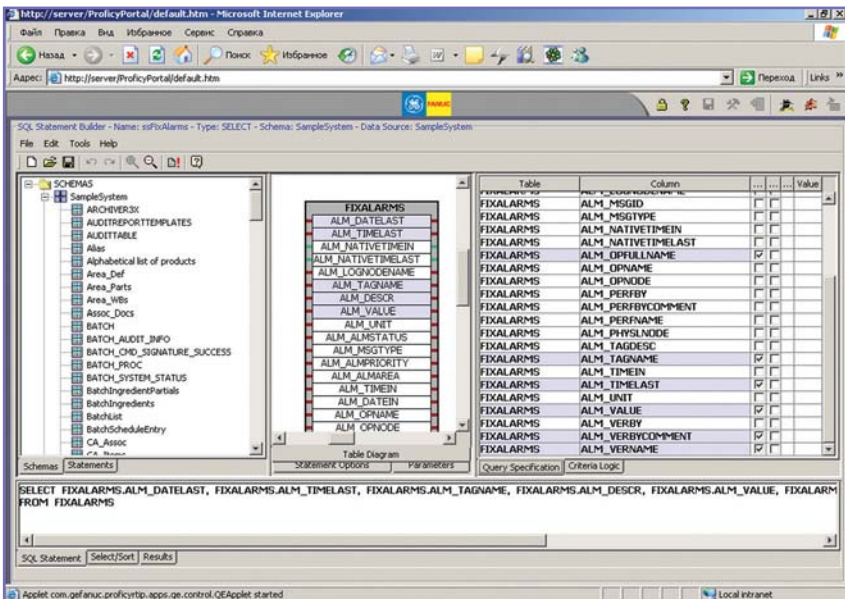 http://server/ProficyPortal/default.htm - Microsoft Internet Explorer
Файл Правка Вид Избранное Сервис Справка
Назад Поиск Избранное
Адрес: http://server/ProficyPortal/default.htm Переход Links »
GE FANUC
SQL Statement Builder - Name: ssFixAlarms - Type: SELECT - Schema: SampleSystem - Data Source: SampleSystem
File Edit Tools Help
SCHEMAS
SampleSystem
ARCHIVER3X
AUDITREPORTTEMPLATES
AUDITTABLE
Alias
Alphabetical list of products
Area_Def
Area_Parts
Area_WBs
Assoc_Docs
BATCH
BATCH_AUDIT_INFO
BATCH_CMD_SIGNATURE_SUCCESS
BATCH_PROC
BATCH_SYSTEM_STATUS
BatchIngredientPartials
BatchIngredients
BatchList
BatchScheduleEntry
CA_Assoc
CA_Items
Schemas Statements
FIXALARMS
ALM_DATELAST
ALM_TIMELAST
ALM_NATIVETIMEIN
ALM_NATIVETIMELAST
ALM_LOGNODENAME
ALM_TAGNAME
ALM_DESCR
ALM_VALUE
ALM_UNIT
ALM_ALMSTATUS
ALM_MSGTYPE
ALM_ALMPRIORITY
ALM_ALMAREA
ALM_TIMEIN
ALM_DATEIN
ALM_OPNAME
ALM_OPNODE
Table Diagram
Statement Options Parameters
Table Column ... ... ... Value
FIXALARMS ALM_LOGNODENAME
FIXALARMS ALM_MSGID
FIXALARMS ALM_MSGTYPE
FIXALARMS ALM_NATIVETIMEIN
FIXALARMS ALM_NATIVETIMELAST
FIXALARMS ALM_OPFULLNAME
FIXALARMS ALM_OPNAME
FIXALARMS ALM_OPNODE
FIXALARMS ALM_PERFBY
FIXALARMS ALM_PERFBYCOMMENT
FIXALARMS ALM_PERFNAME
FIXALARMS ALM_PHYSLNODE
FIXALARMS ALM_TAGDESC
FIXALARMS ALM_TAGNAME
FIXALARMS ALM_TIMEIN
FIXALARMS ALM_TIMELAST
FIXALARMS ALM_UNIT
FIXALARMS ALM_VALUE
FIXALARMS ALM_VERBY
FIXALARMS ALM_VERBYCOMMENT
FIXALARMS ALM_VERNAME
Query Specification Criteria Logic
SELECT FIXALARMS.ALM_DATELAST, FIXALARMS.ALM_TIMELAST, FIXALARMS.ALM_TAGNAME, FIXALARMS.ALM_DESCR, FIXALARMS.ALM_VALUE, FIXALARM
FROM FIXALARMS
SQL Statement Select/Sort Results
Applet com.gefanuc.proficyrtip.apps.qe.control.QEApplet started Local intranet